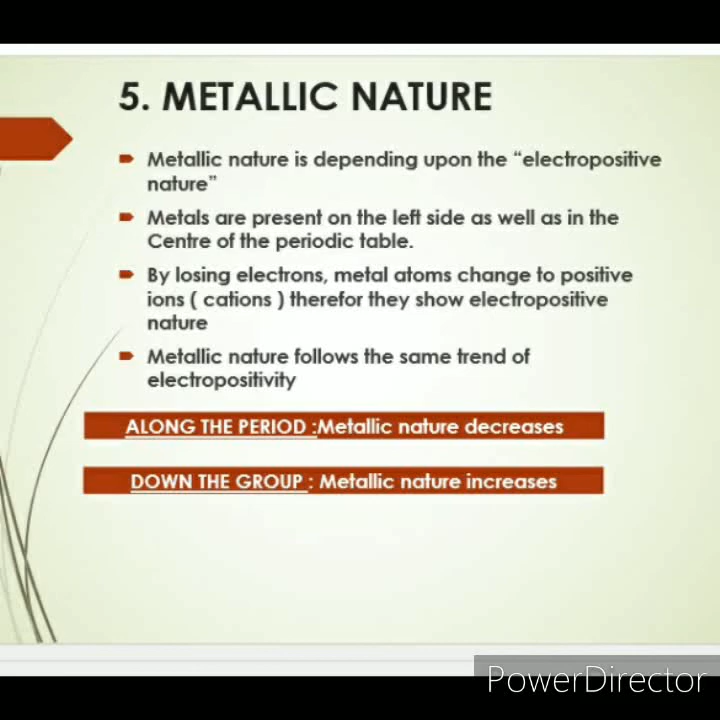 5. METALLIC NATURE
Metallic nature is depending upon the “electropositive
nature”
Metals are present on the left side as well as in the
Centre of the periodic table.
By losing electrons, metal atoms change to positive
ions ( cations ) therefor they show electropositive
nature
Metallic nature follows the same trend of
electropositivity
ALONG THE PERIOD :Metallic nature decreases
DOWN THE GROUP : Metallic nature increases
PowerDirector